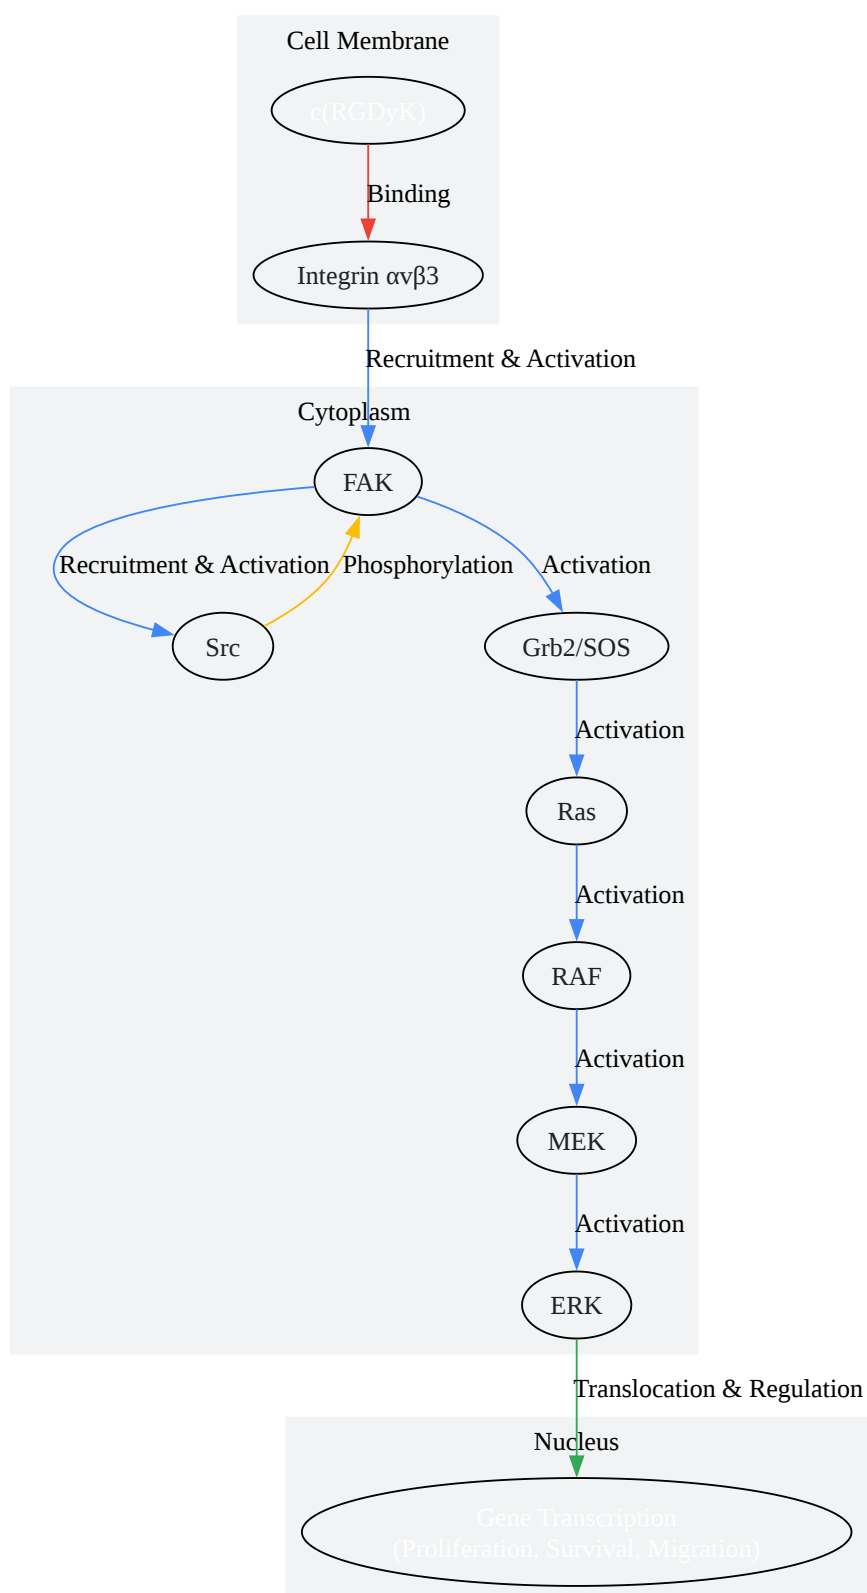 Cell Membrane
c(RGDyK)
Binding
Integrin αvβ3
Recruitment & Activation
Cytoplasm
FAK
Recruitment & Activation
Phosphorylation
Activation
Src
Grb2/SOS
Activation
Ras
Activation
RAF
Activation
MEK
Activation
ERK
Translocation & Regulation
Nucleus
Gene Transcription
(Proliferation, Survival, Migration)